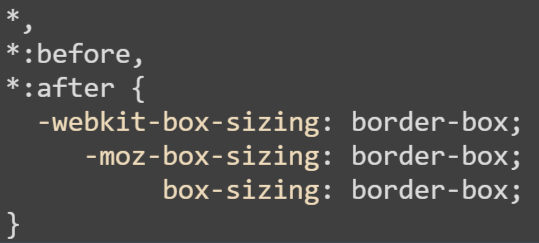 *,
*:before,
*:after {
  -webkit-box-sizing: border-box;
     -moz-box-sizing: border-box;
          box-sizing: border-box;
}